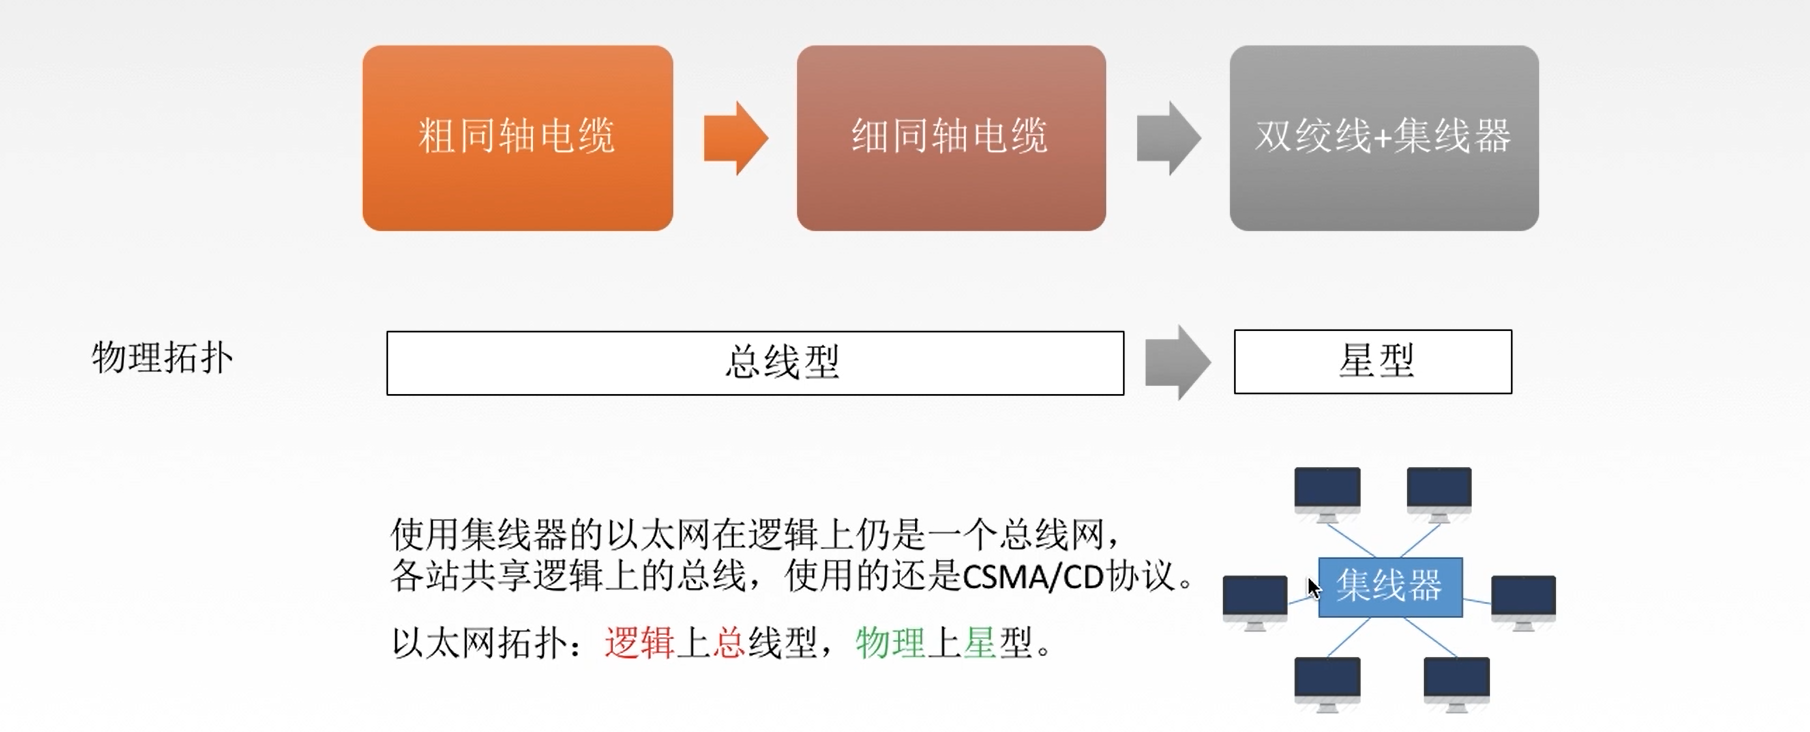 粗同轴电缆
细同轴电缆
双绞线+集线器
物理拓扑
总线型
星型
使用集线器的以太网在逻辑上仍是一个总线网，
各站共享逻辑上的总线，使用的还是CSMA/CD协议。
集线器
以太网拓扑：逻辑上总线型，物理上星型。